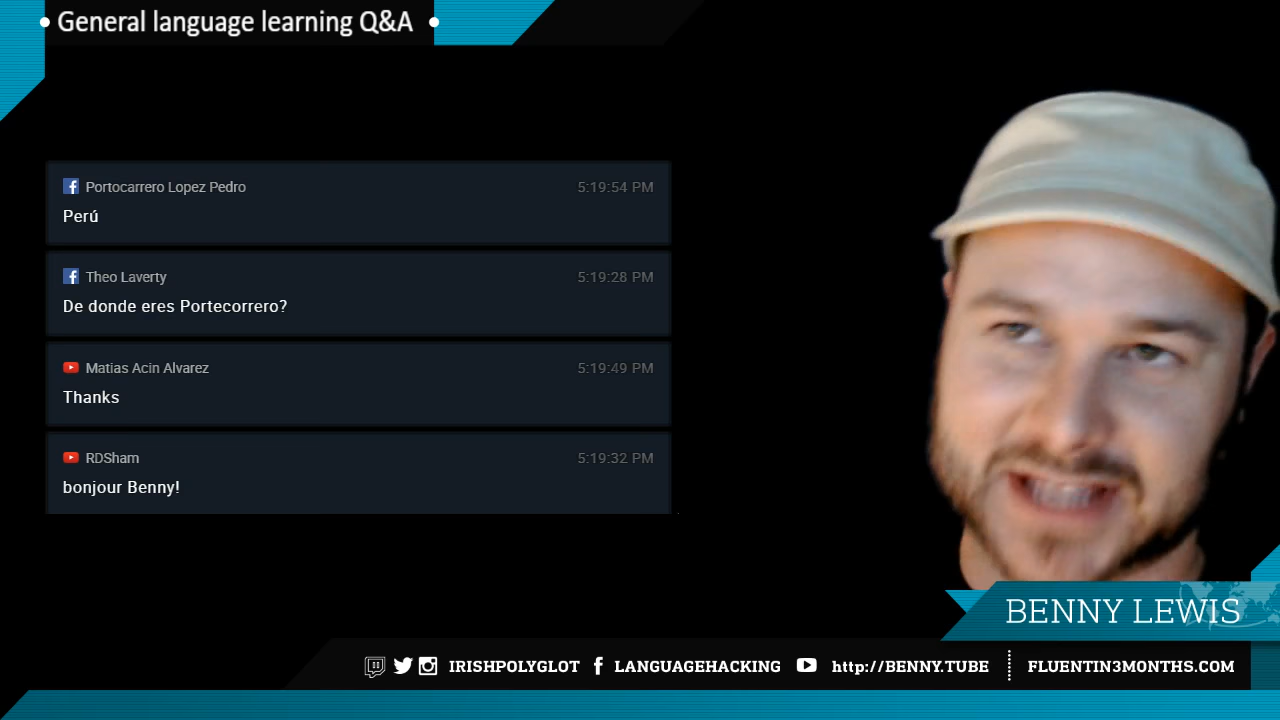 General language learning Q&A
Portocarrero Lopez Pedro 5:19:54 PM
Perú
Theo Laverty 5:19:28 PM
De donde eres Portecorrero?
Matias Acin Alvarez 5:19:49 PM
Thanks
RDSham 5:19:32 PM
bonjour Benny!
BENNY LEWIS
IRISHPOLYGLOT LANGUAGEHACKING http://BENNY.TUBE FLUENTIN3MONTHS.COM